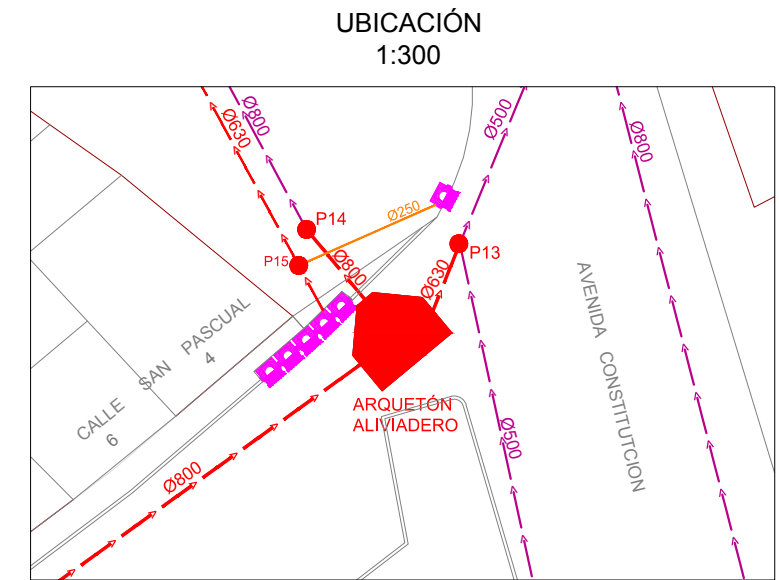 UBICACIÓN
1:300
Ø630
Ø800
Ø500
Ø800
Ø250
P14
P15
P13
Ø800
Ø630
CALLE SAN PASCUAL
4
6
AVENIDA CONSTITUTCION
ARQUETÓN
ALIVIADERO
Ø800
Ø500